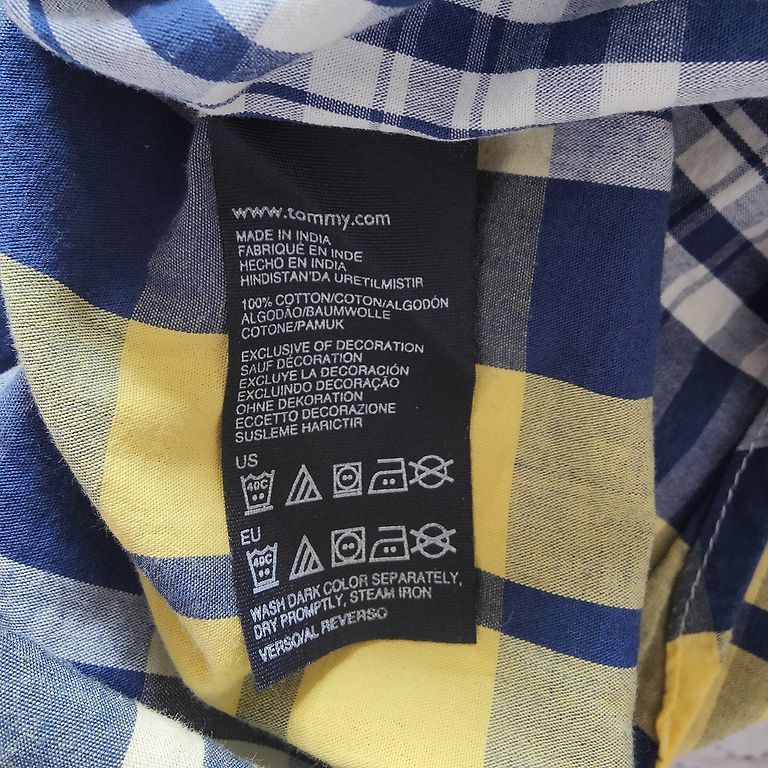 www.tommy.com
MADE IN INDIA
FABRIQUÉ EN INDE
HECHO EN INDIA
HINDISTAN'DA URETILMISTIR
100% COTTON/COTON/ALGODÓN
ALGODÃO/BAUMWOLLE
COTONE/PAMUK
EXCLUSIVE OF DECORATION
SAUF DÉCORATION
EXCLUYE LA DECORACIÓN
EXCLUINDO DECORAÇÃO
OHNE DEKORATION
ECCETTO DECORAZIONE
SUSLEME HARICTIR
US
40C
EU
40C
WASH DARK COLOR SEPARATELY,
DRY PROMPTLY, STEAM IRON
VERSO/AL REVERSO